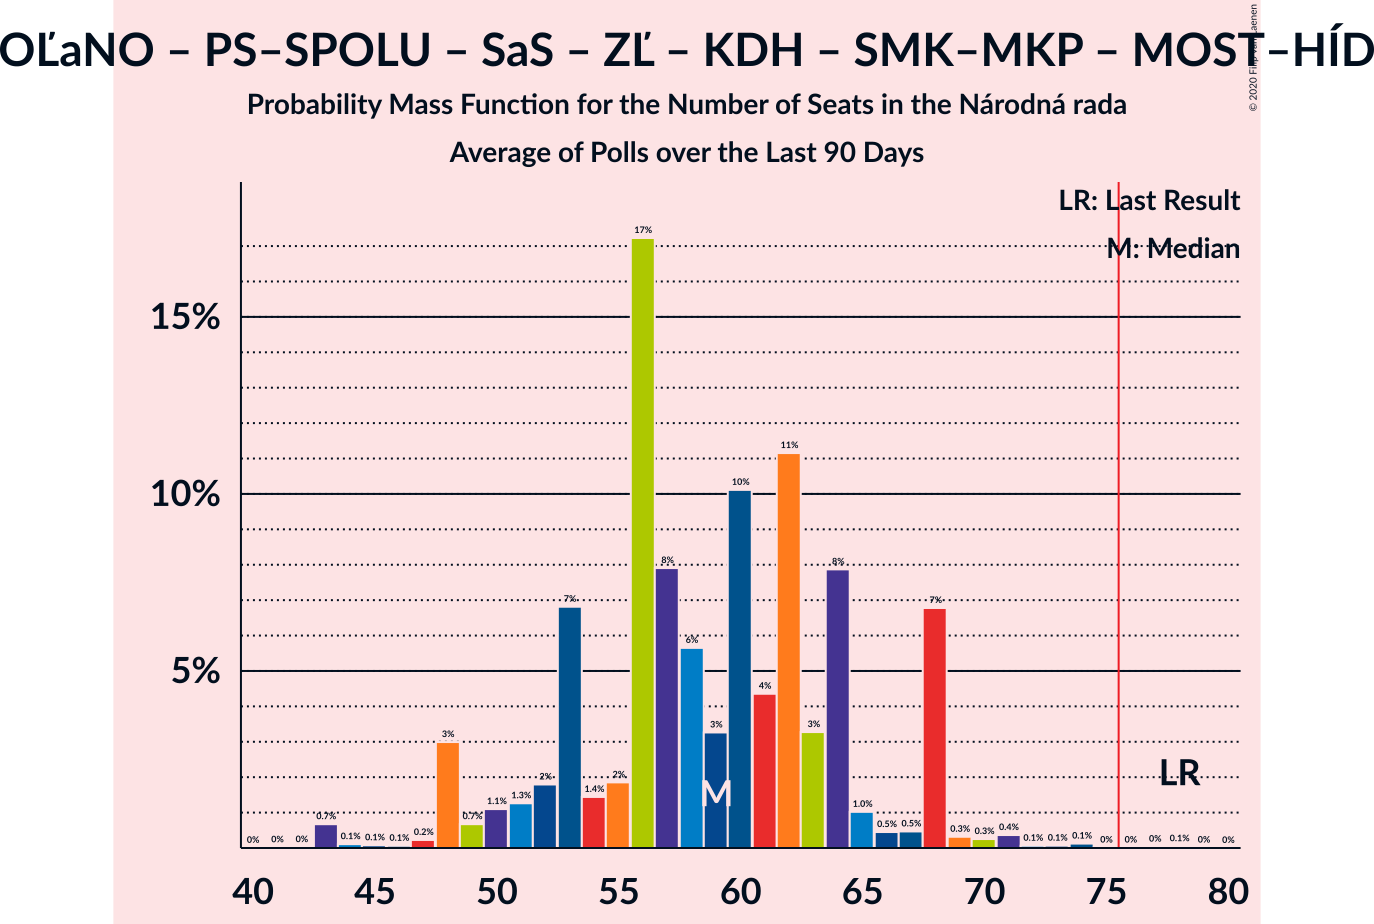 OĽaNO – PS–SPOLU – SaS – ZĽ – KDH – SMK–MKP – MOST–HÍD
Probability Mass Function for the Number of Seats in the Národná rada
Average of Polls over the Last 90 Days
© 2020 Filip van Laenen
LR: Last Result
M: Median
17%
15%
11%
10%
10%
8%
8%
7%
7%
6%
5%
4%
3%
3%
3%
2%
2%
M
LR
1.4%
1.3%
1.1%
1.0%
0.7%
0.7%
0.5%
0.5%
0.4%
0.3%
0.3%
0.2%
0% 0% 0% 0.1% 0.1% 0.1% 0.1% 0.1% 0.1% 0% 0% 0% 0.1% 0% 0%
40 45 50 55 60 65 70 75 80